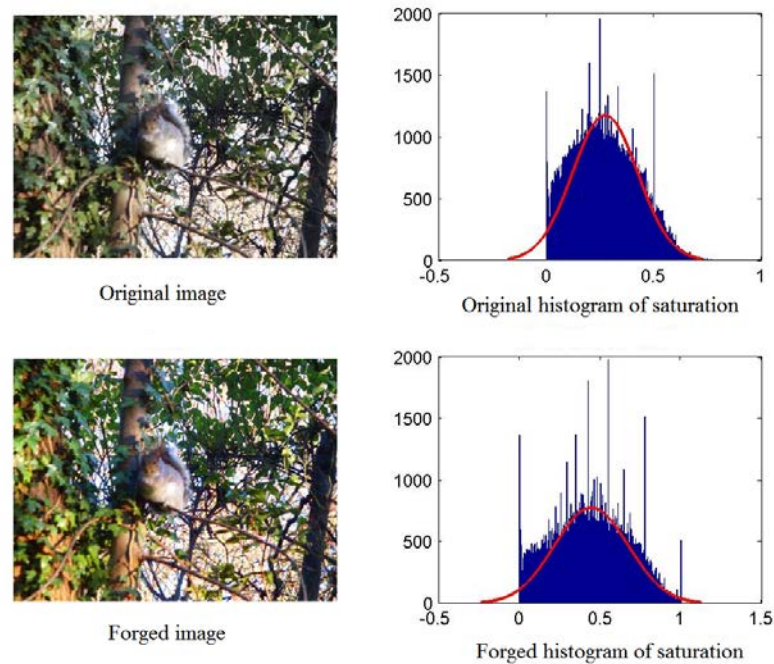 2000
1500
1000
500
0
-0.5 0 0.5 1
Original image
Original histogram of saturation
2000
1500
1000
500
0
-0.5 0 0.5 1 1.5
Forged image
Forged histogram of saturation